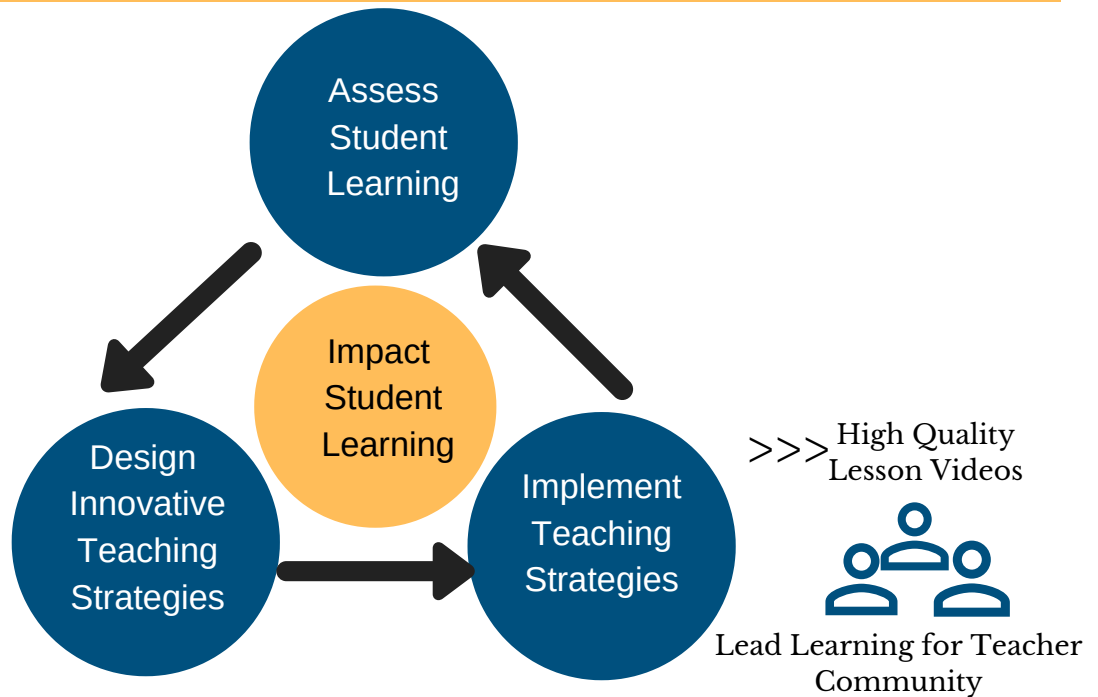 Assess
Student
Learning
Impact
Student
Learning
Design
Innovative
Teaching
Strategies
Implement
Teaching
Strategies
>>> High Quality
Lesson Videos
Lead Learning for Teacher
Community